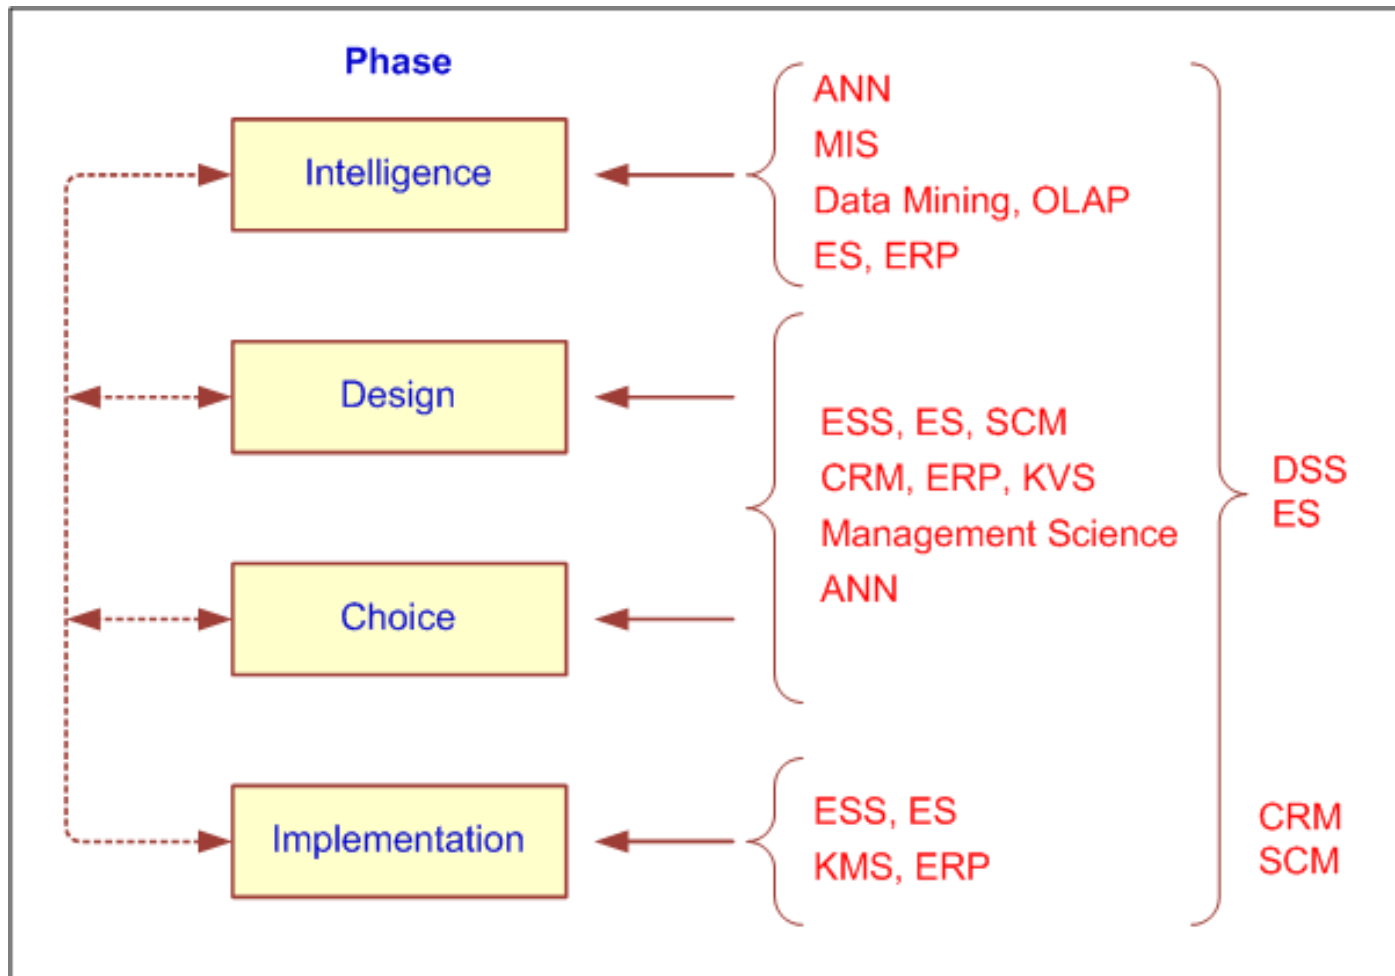 Phase
Intelligence
ANN
MIS
Data Mining, OLAP
ES, ERP
Design
Choice
ESS, ES, SCM
CRM, ERP, KVS
Management Science
ANN
Implementation
ESS, ES
KMS, ERP
DSS
ES
CRM
SCM